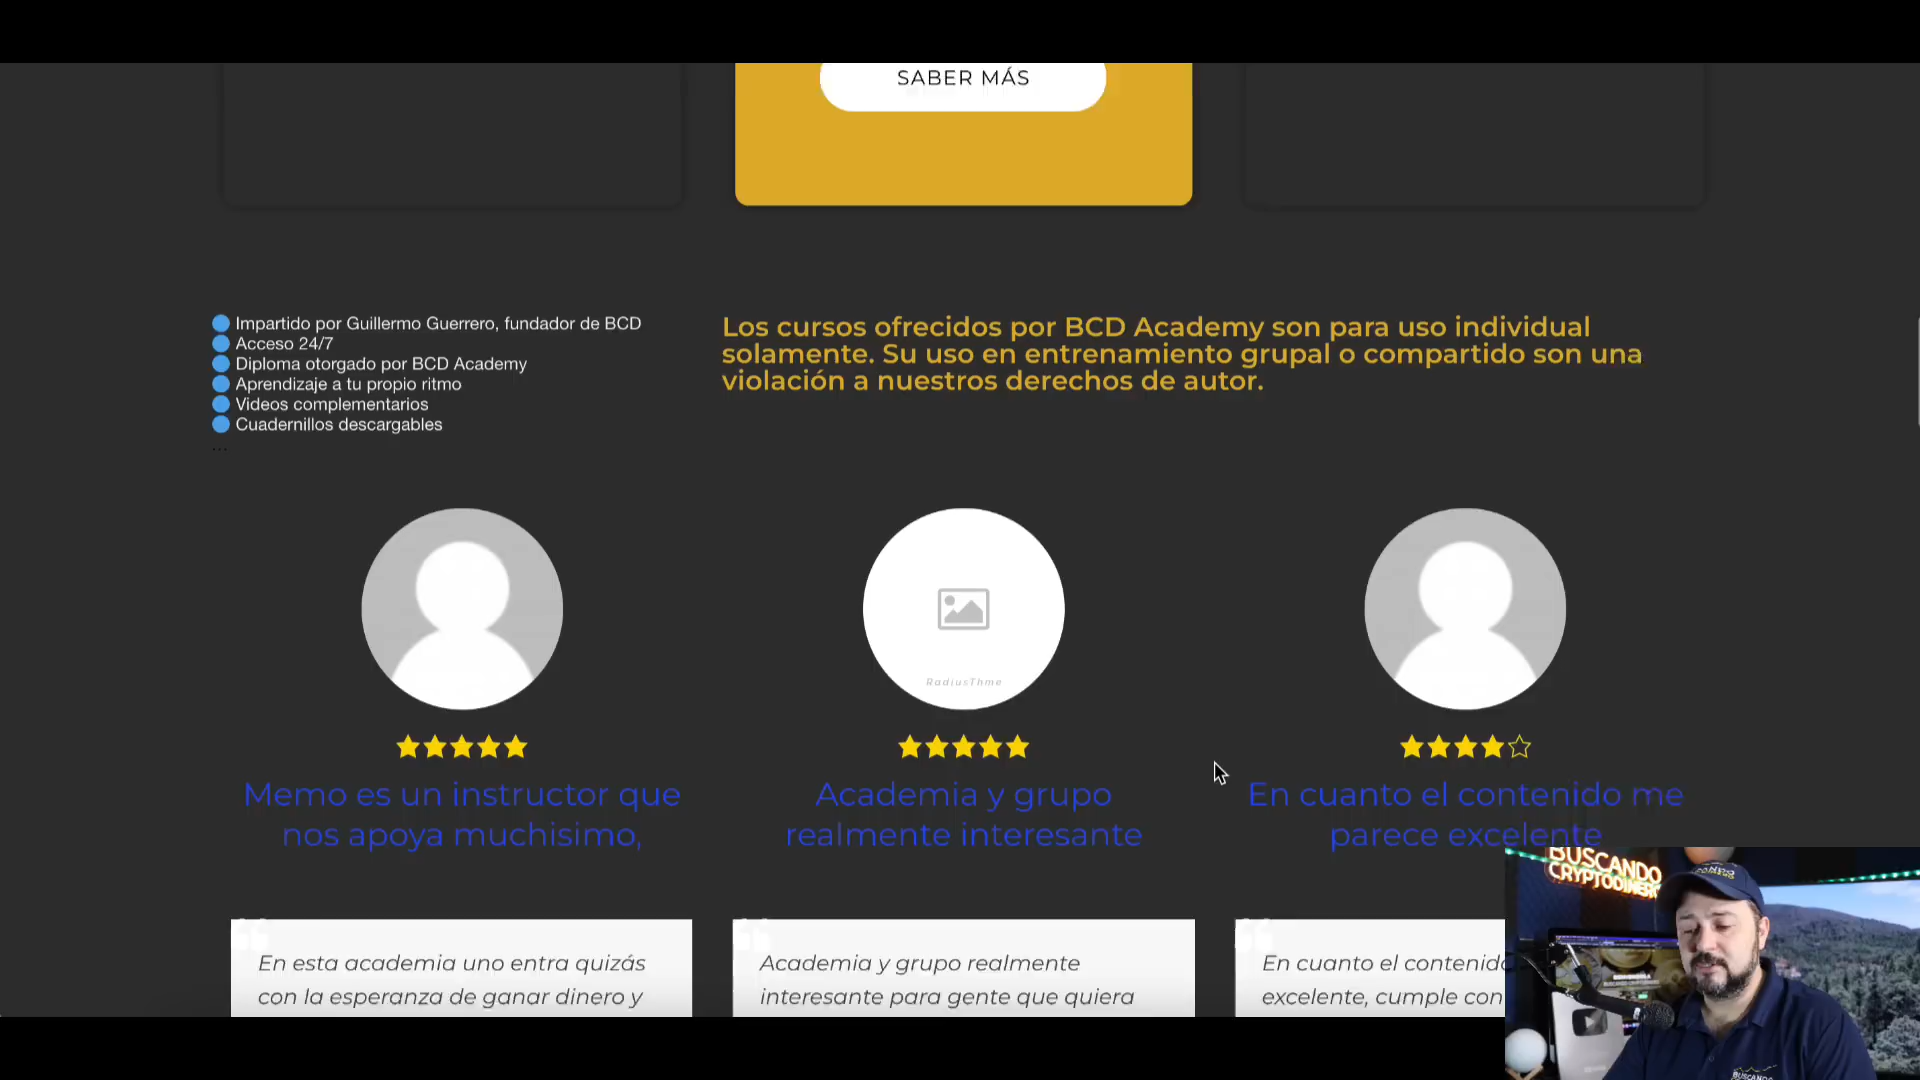 SABER MÁS
Impartido por Guillermo Guerrero, fundador de BCD
Acceso 24/7
Diploma otorgado por BCD Academy
Aprendizaje a tu propio ritmo
Videos complementarios
Cuadernillos descargables
...
Los cursos ofrecidos por BCD Academy son para uso individual
solamente. Su uso en entrenamiento grupal o compartido son una
violación a nuestros derechos de autor.
RadiusThme
Memo es un instructor que
nos apoya muchisimo,
Academia y grupo
realmente interesante
En cuanto el contenido me
parece excelente
En esta academia uno entra quizás
con la esperanza de ganar dinero y
Academia y grupo realmente
interesante para gente que quiera
En cuanto el
excelente, cumple con
BUSCANDO
CRYPTODINERO
BUSCANDO